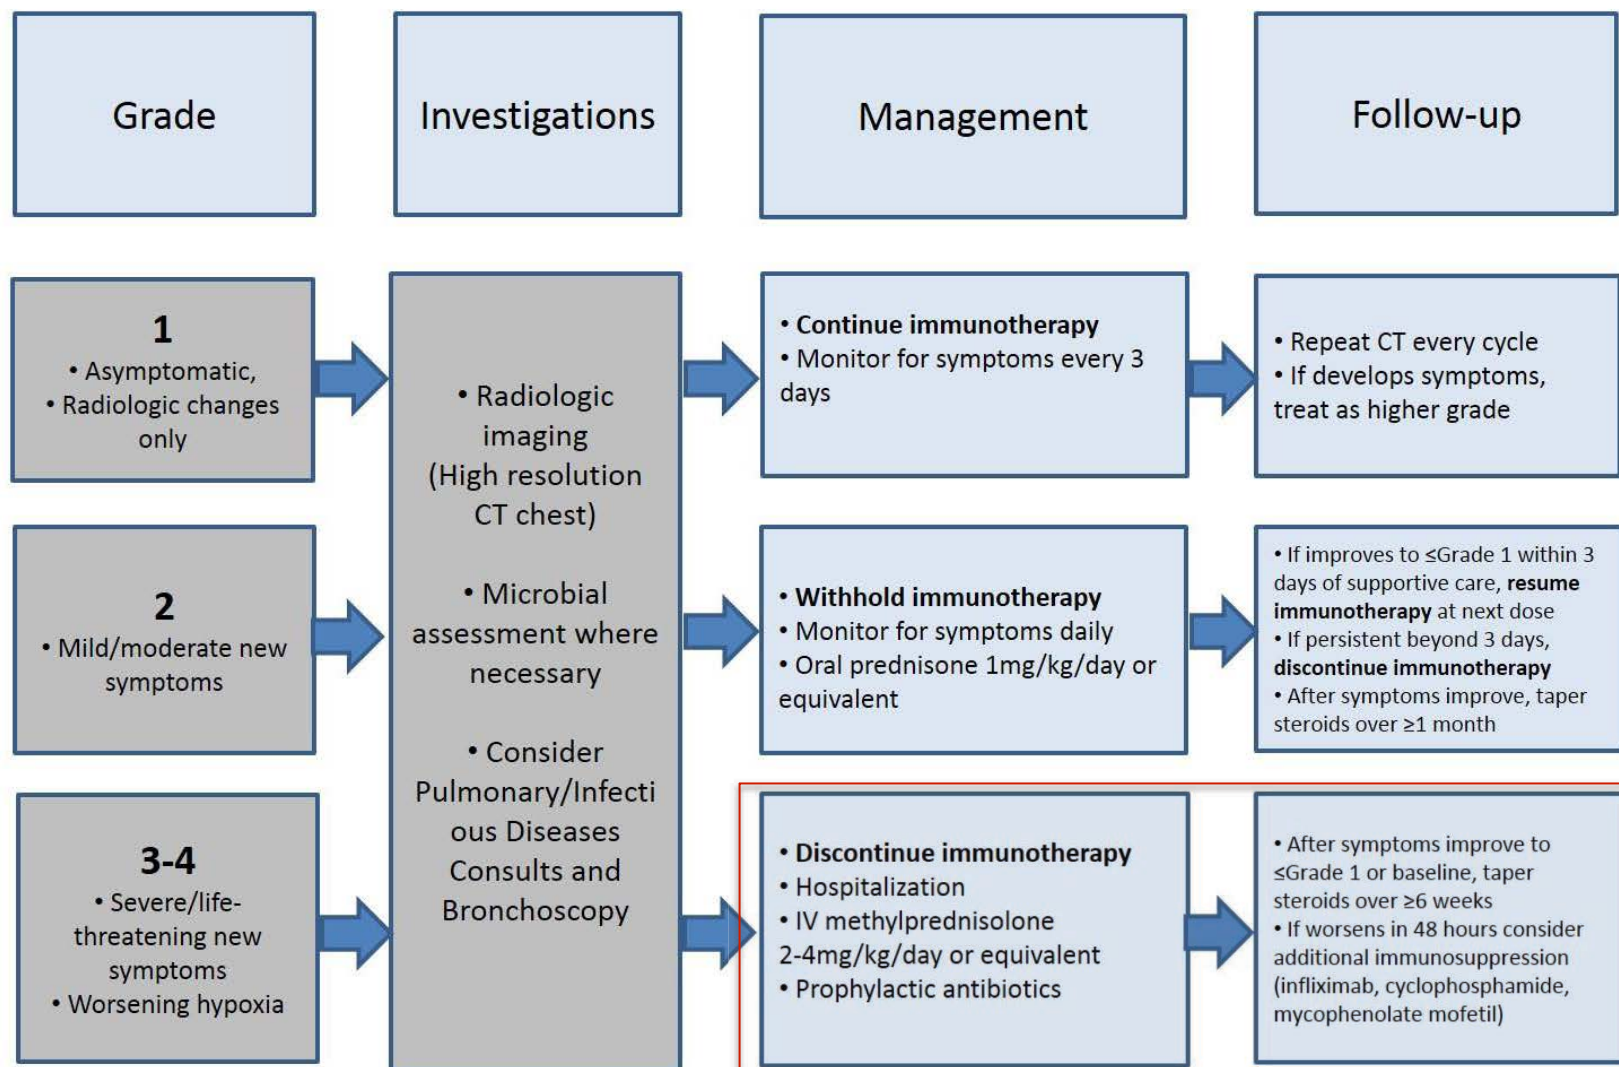 Grade
Investigations
Management
Follow-up
1
• Asymptomatic,
• Radiologic changes
only
2
• Mild/moderate new
symptoms
3-4
• Severe/life-
threatening new
symptoms
• Worsening hypoxia
• Radiologic
imaging
(High resolution
CT chest)
• Microbial
assessment where
necessary
• Consider
Pulmonary/Infecti
ous Diseases
Consults and
Bronchoscopy
• Continue immunotherapy
• Monitor for symptoms every 3
days
• Repeat CT every cycle
• If develops symptoms,
treat as higher grade
• Withhold immunotherapy
• Monitor for symptoms daily
• Oral prednisone 1mg/kg/day or
equivalent
• If improves to ≤Grade 1 within 3
days of supportive care, resume
immunotherapy at next dose
• If persistent beyond 3 days,
discontinue immunotherapy
• After symptoms improve, taper
steroids over ≥1 month
• Discontinue immunotherapy
• Hospitalization
• IV methylprednisolone
2-4mg/kg/day or equivalent
• Prophylactic antibiotics
• After symptoms improve to
≤Grade 1 or baseline, taper
steroids over ≥6 weeks
• If worsens in 48 hours consider
additional immunosuppression
(infliximab, cyclophosphamide,
mycophenolate mofetil)